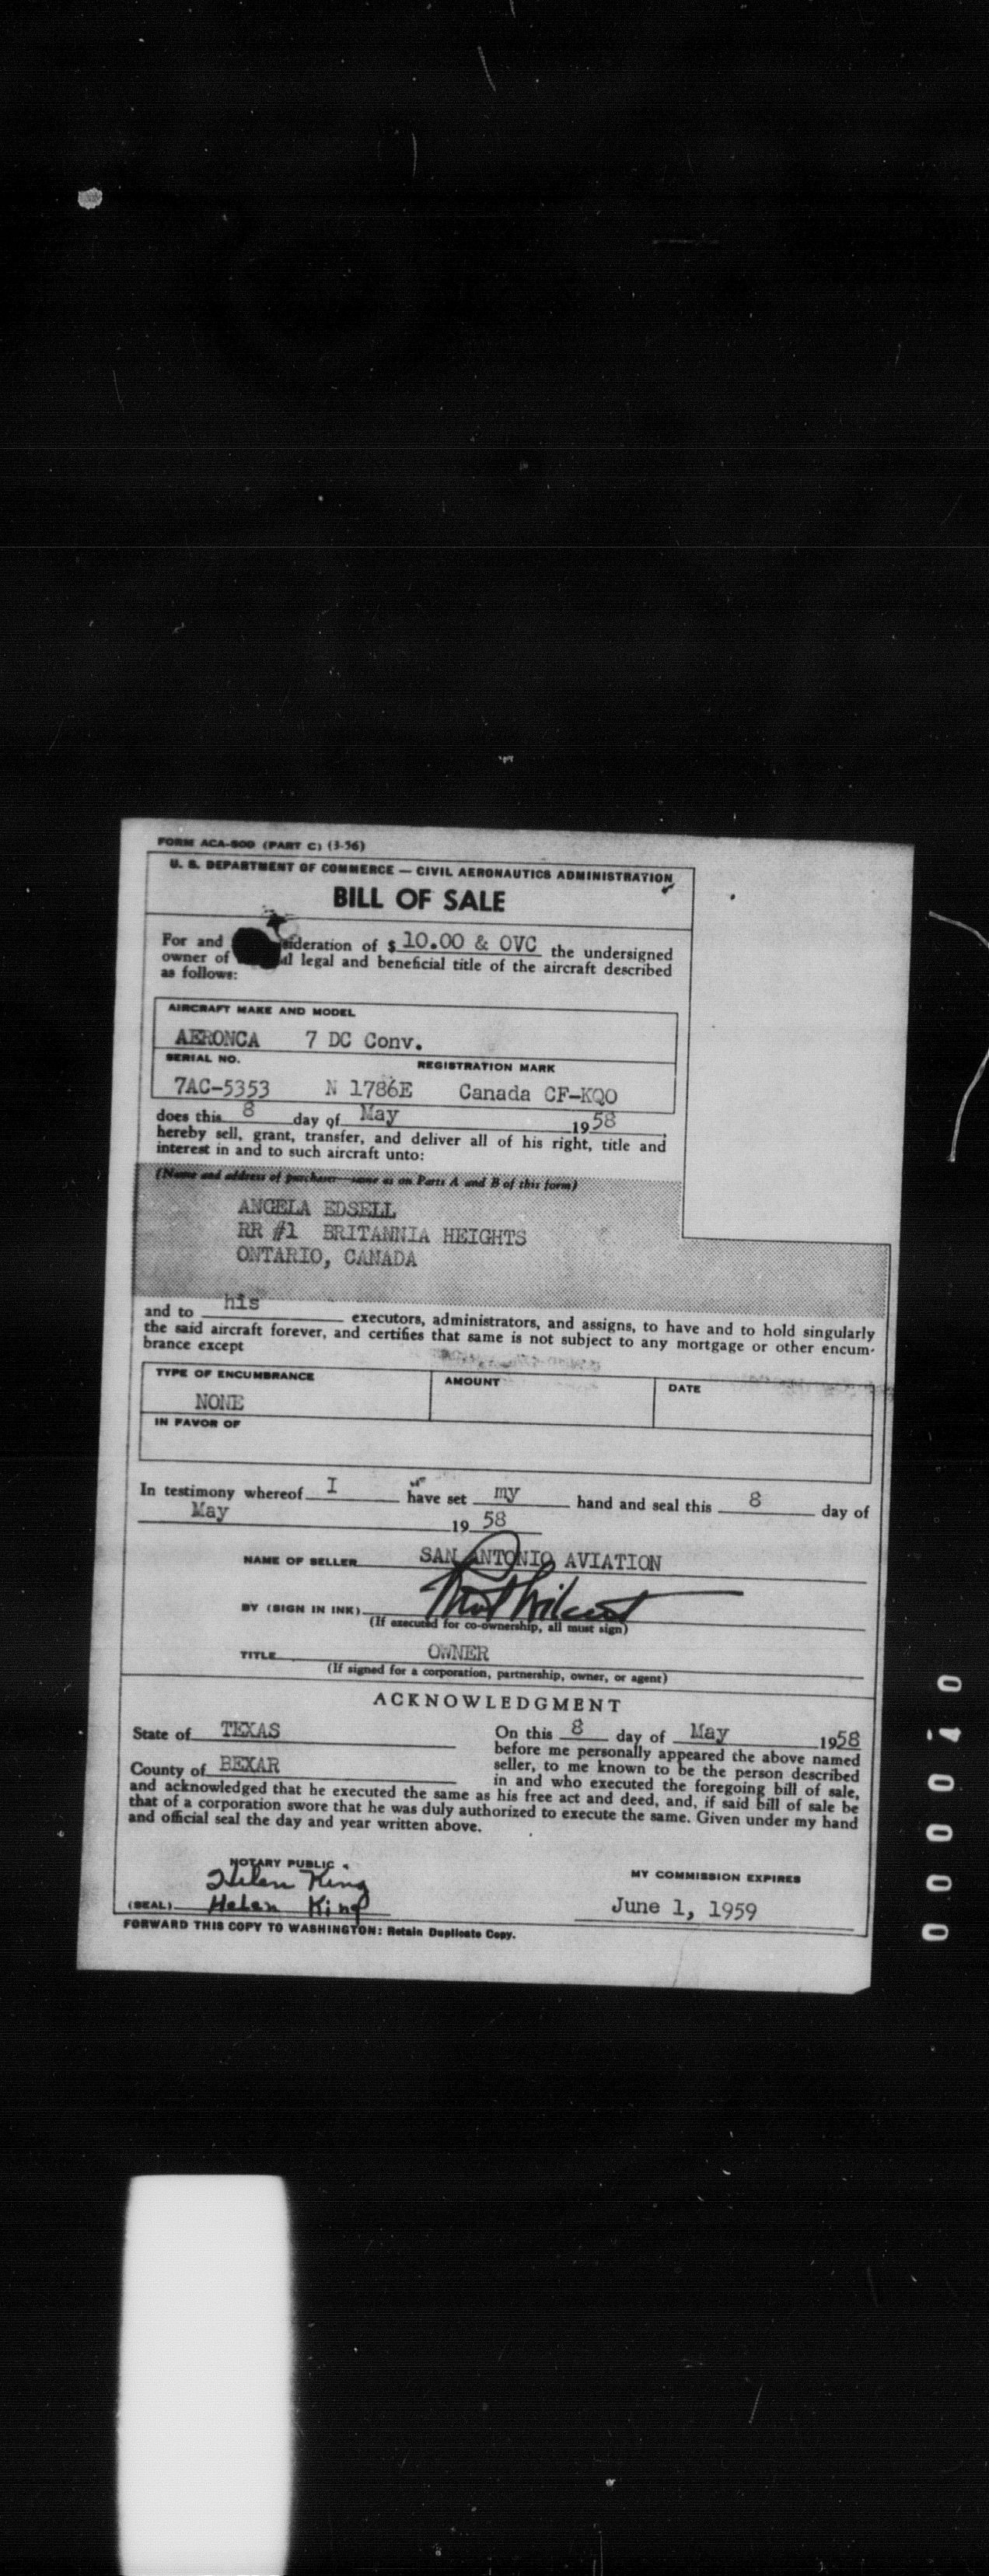 FORM ACA-500 (PART C) (3-56)
U. S. DEPARTMENT OF COMMERCE — CIVIL AERONAUTICS ADMINISTRATION
BILL OF SALE
For and sideration of $ 10.00 & OVC the undersigned
owner of al legal and beneficial title of the aircraft described
as follows:
AIRCRAFT MAKE AND MODEL
AERONCA 7 DC Conv.
SERIAL NO. REGISTRATION MARK
7AC-5353 N 1786E Canada CF-KQO
does this 8 day of May 1958
hereby sell, grant, transfer, and deliver all of his right, title and
interest in and to such aircraft unto:
(Name and address of purchaser—same as on Parts A and B of this form)
ANGELA EDSELL
RR #1 BRITANNIA HEIGHTS
ONTARIO, CANADA
and to his executors, administrators, and assigns, to have and to hold singularly
the said aircraft forever, and certifies that same is not subject to any mortgage or other encum-
brance except
TYPE OF ENCUMBRANCE AMOUNT DATE
NONE
IN FAVOR OF
In testimony whereof I have set my hand and seal this 8 day of
May 19 58
NAME OF SELLER SAN ANTONIO AVIATION
BY (SIGN IN INK)
(If executed for co-ownership, all must sign)
TITLE OWNER
(If signed for a corporation, partnership, owner, or agent)
ACKNOWLEDGMENT
State of TEXAS
County of BEXAR
On this 8 day of May 1958
before me personally appeared the above named
seller, to me known to be the person described
in and who executed the foregoing bill of sale,
and acknowledged that he executed the same as his free act and deed, and, if said bill of sale be
that of a corporation swore that he was duly authorized to execute the same. Given under my hand
and official seal the day and year written above.
NOTARY PUBLIC
Helen King
(SEAL) Helen King
MY COMMISSION EXPIRES
June 1, 1959
FORWARD THIS COPY TO WASHINGTON: Retain Duplicate Copy.
000040